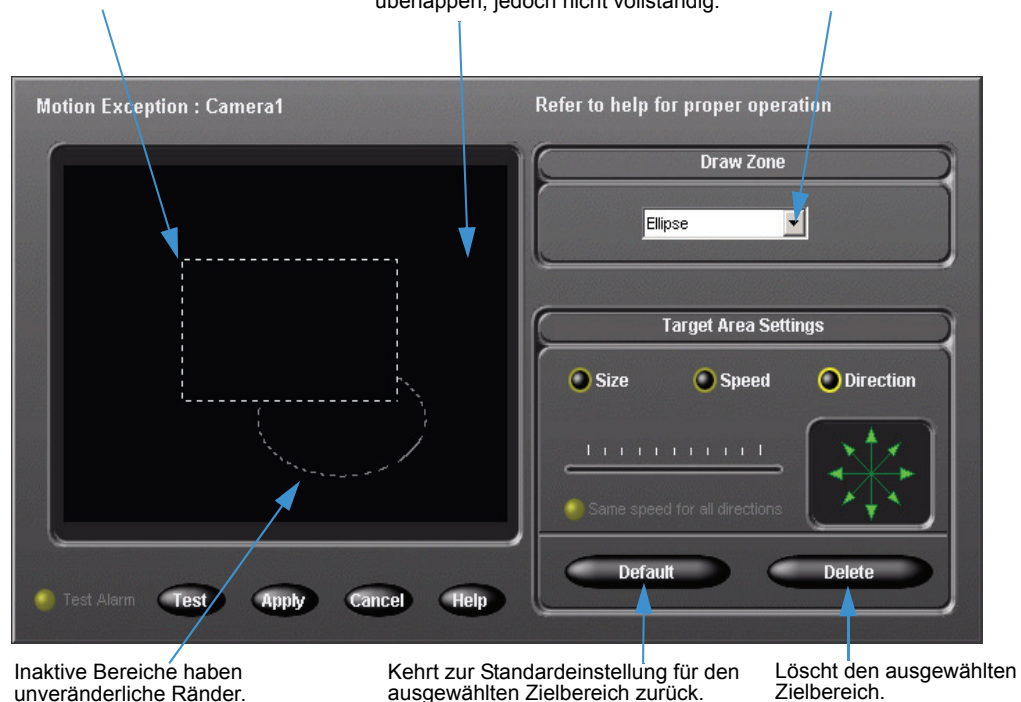 überlappen, jedoch nicht vollständig.
Motion Exception : Camera1
Refer to help for proper operation
Draw Zone
Ellipse
Target Area Settings
Size
Speed
Direction
Same speed for all directions
Default
Delete
Test Alarm
Test
Apply
Cancel
Help
Inaktive Bereiche haben
unveränderliche Ränder.
Kehrt zur Standardeinstellung für den
ausgewählten Zielbereich zurück.
Löscht den ausgewählten
Zielbereich.